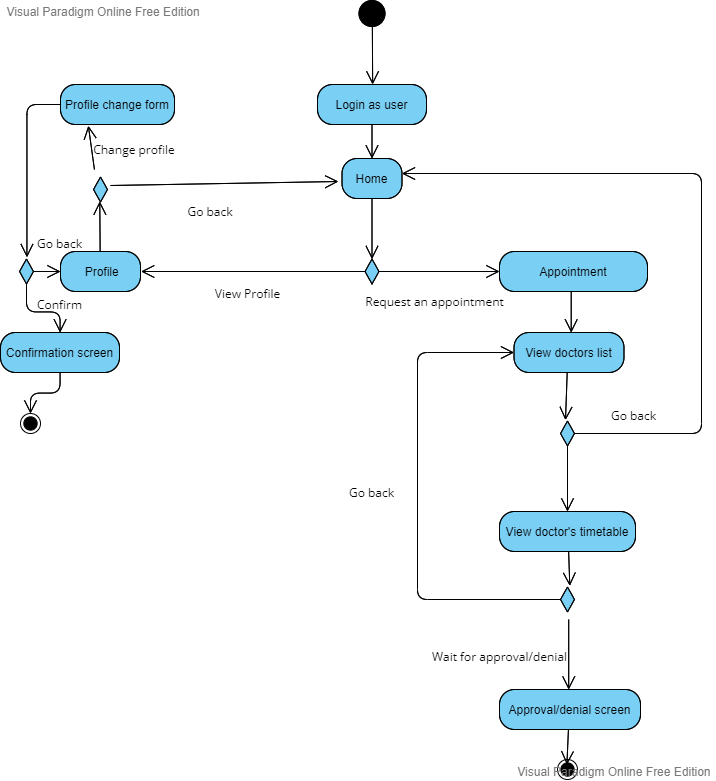 Visual Paradigm Online Free Edition
Profile change form
Login as user
Change profile
Home
Go back
Go back
Profile
Appointment
View Profile
Request an appointment
Confirm
Confirmation screen
View doctors list
Go back
Go back
View doctor's timetable
Wait for approval/denial
Approval/denial screen
Visual Paradigm Online Free Edition